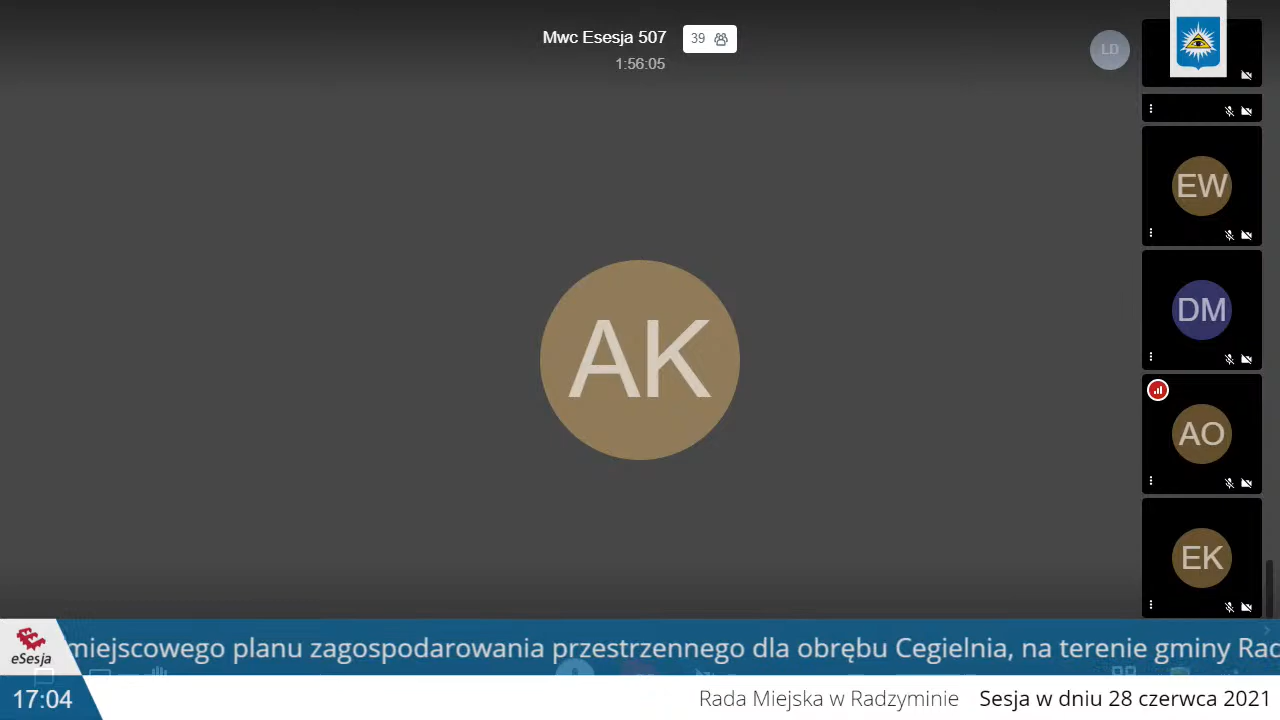 Mwc Esesja 507
39
1:56:05
LD
EW
DM
AK
AO
EK
eSesja
miejscowego planu zagospodarowania przestrzennego dla obrębu Cegielnia, na terenie gminy Rad
17:04
Rada Miejska w Radzyminie
Sesja w dniu 28 czerwca 2021